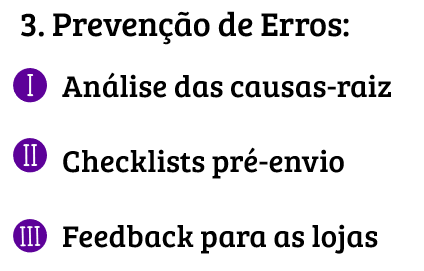 3. Prevenção de Erros:
I Análise das causas-raiz
II Checklists pré-envio
III Feedback para as lojas